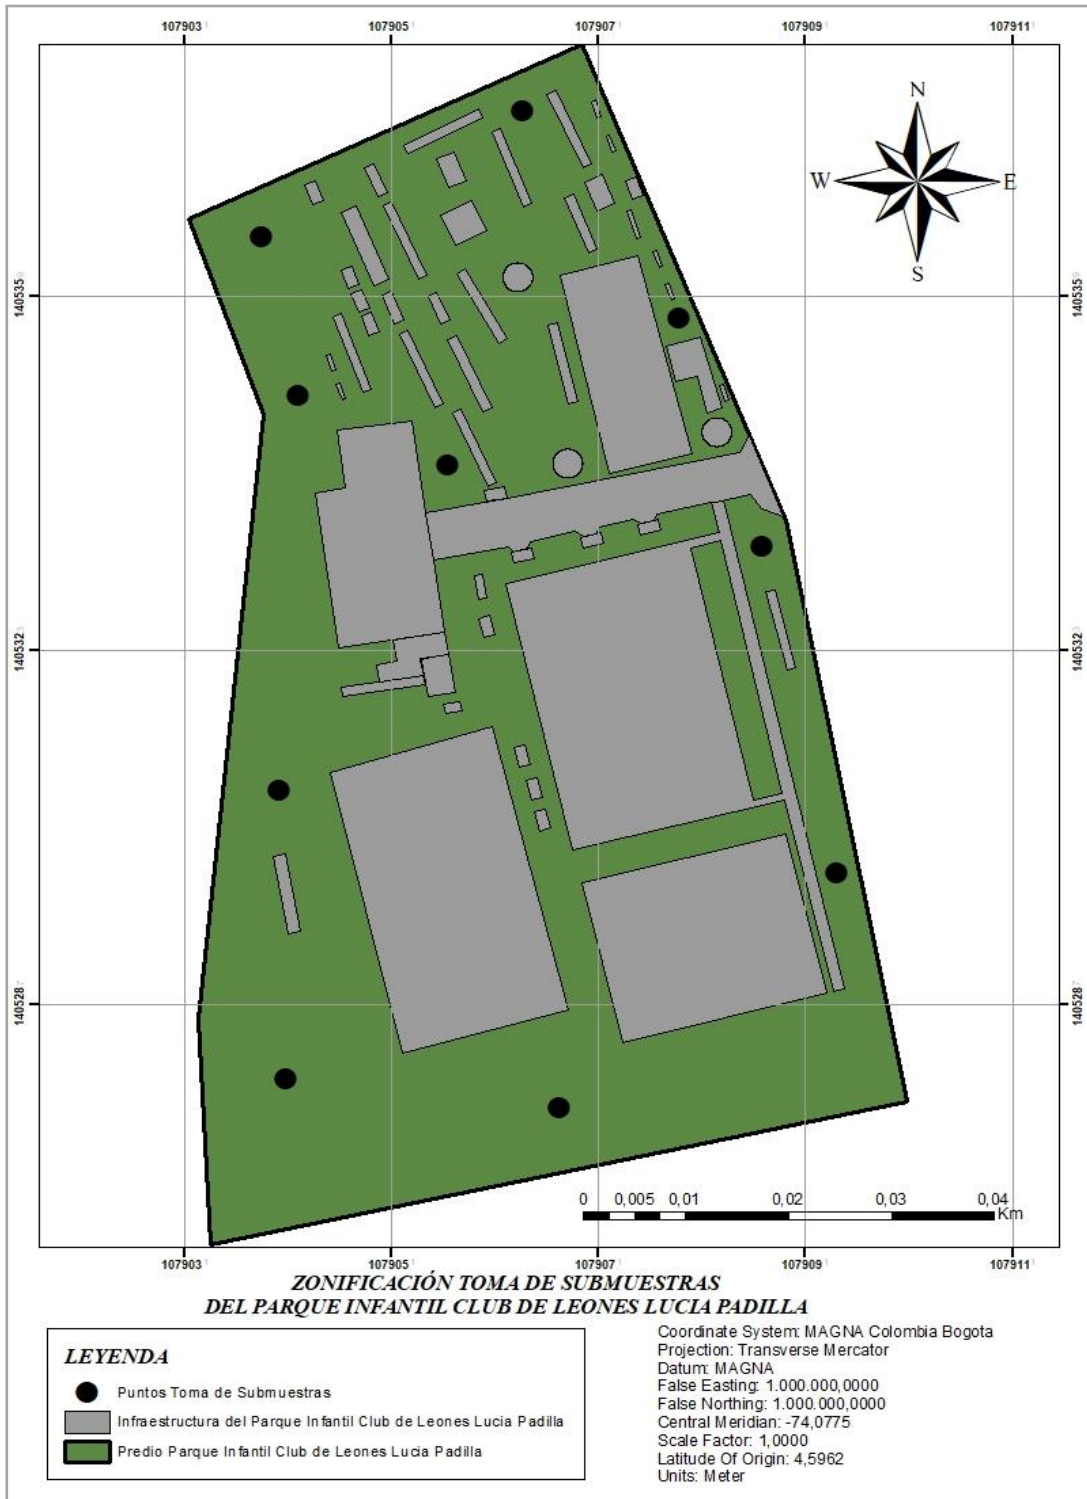 107903 107905 107907 107909 107911
N
W E
S
140535 140535
140532 140532
140528 140528
0 0,005 0,01 0,02 0,03 0,04
Km
107903 107905 107907 107909 107911
ZONIFICACIÓN TOMA DE SUBMUESTRAS
DEL PARQUE INFANTIL CLUB DE LEONES LUCIA PADILLA
LEYENDA
Puntos Toma de Submuestras
Infraestructura del Parque Infantil Club de Leones Lucia Padilla
Predio Parque Infantil Club de Leones Lucia Padilla
Coordinate System: MAGNA Colombia Bogota
Projection: Transverse Mercator
Datum: MAGNA
False Easting: 1.000.000,0000
False Northing: 1.000.000,0000
Central Meridian: -74,0775
Scale Factor: 1,0000
Latitude Of Origin: 4,5962
Units: Meter